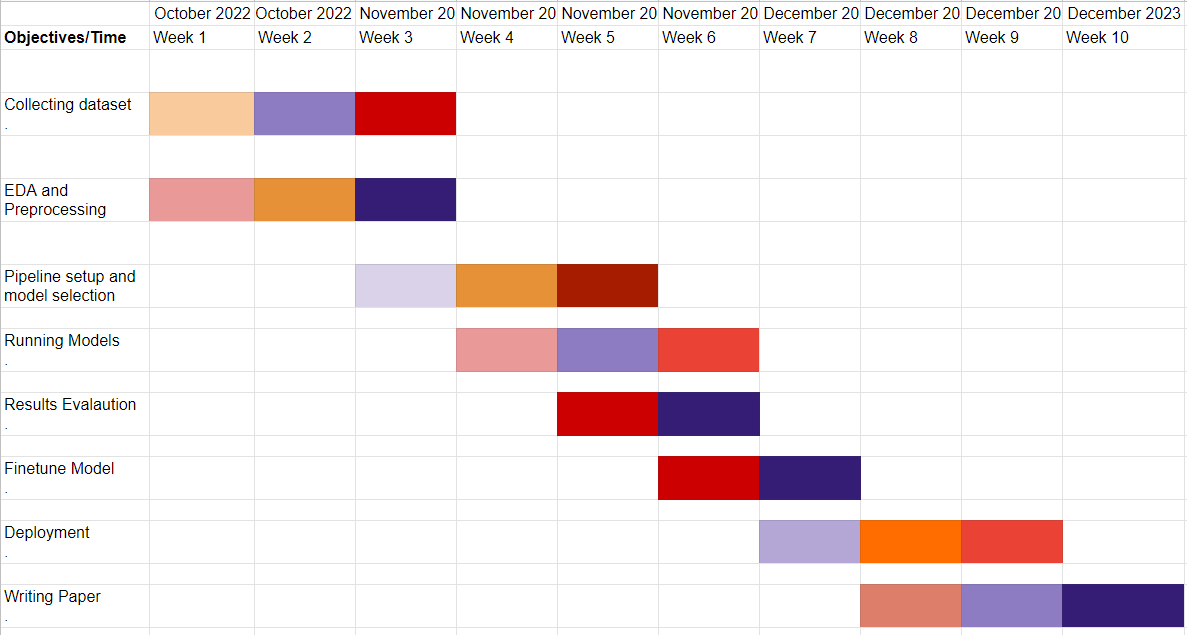 October 2022 October 2022 November 20 November 20 November 20 November 20 December 20 December 20 December 20 December 2023
Objectives/Time Week 1 Week 2 Week 3 Week 4 Week 5 Week 6 Week 7 Week 8 Week 9 Week 10
Collecting dataset
.
EDA and
Preprocessing
Pipeline setup and
model selection
Running Models
.
Results Evalaution
.
Finetune Model
.
Deployment
.
Writing Paper
.